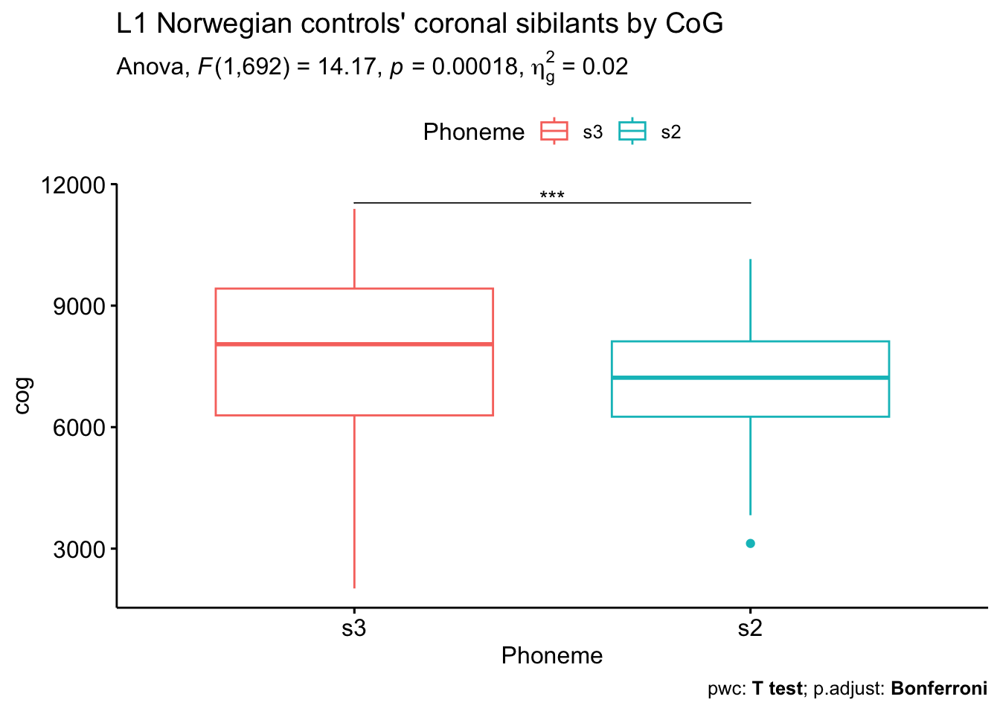 L1 Norwegian controls' coronal sibilants by CoG
Anova, F(1,692) = 14.17, p = 0.00018, η²g = 0.02
Phoneme s3 s2
12000
***
9000
cog
6000
3000
s3 s2
Phoneme
pwc: T test; p.adjust: Bonferroni